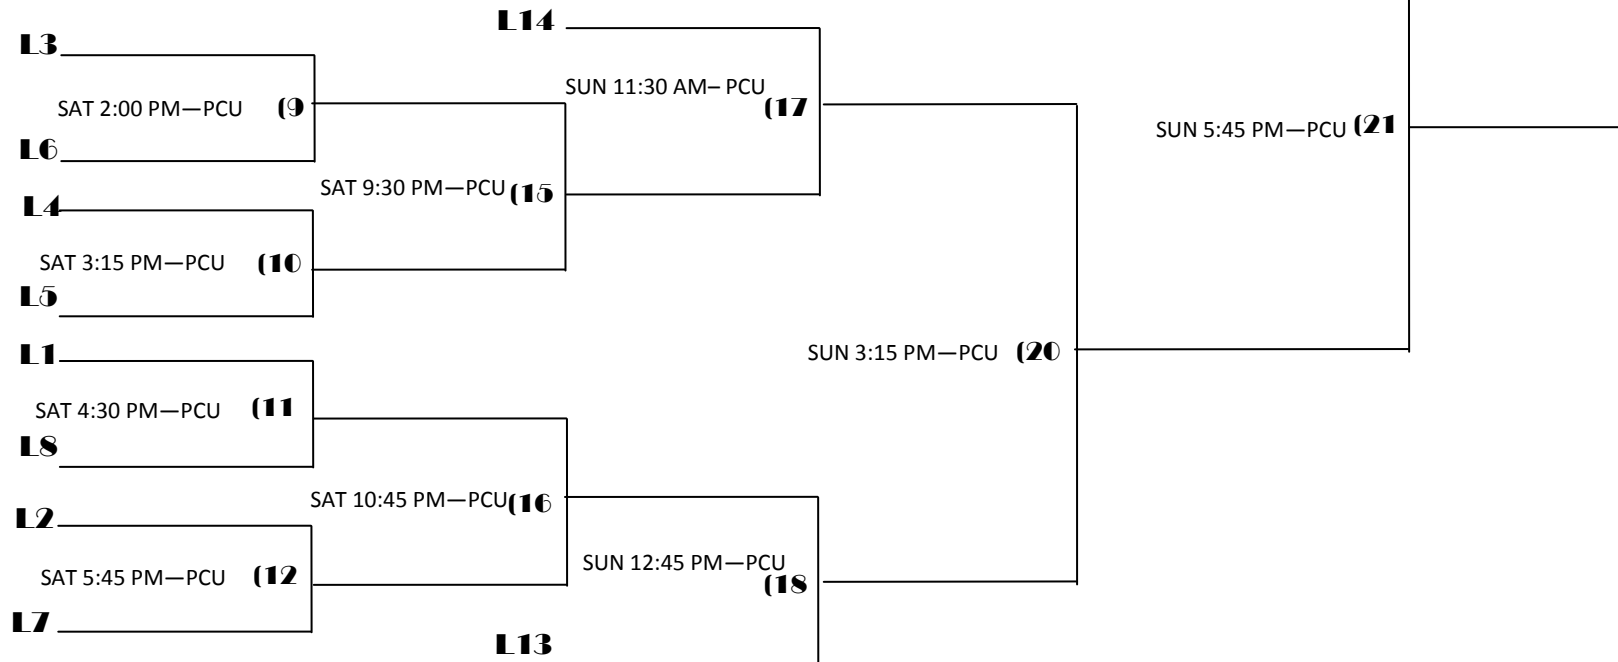 L14
L3
SUN 11:30 AM– PCU
(17
SAT 2:00 PM—PCU (9
SUN 5:45 PM—PCU (21
L6
SAT 9:30 PM—PCU (15
L4
SAT 3:15 PM—PCU (10
L5
L1
SUN 3:15 PM—PCU (20
SAT 4:30 PM—PCU (11
L8
SAT 10:45 PM—PCU (16
L2
SUN 12:45 PM—PCU
(18
SAT 5:45 PM—PCU (12
L7
L13